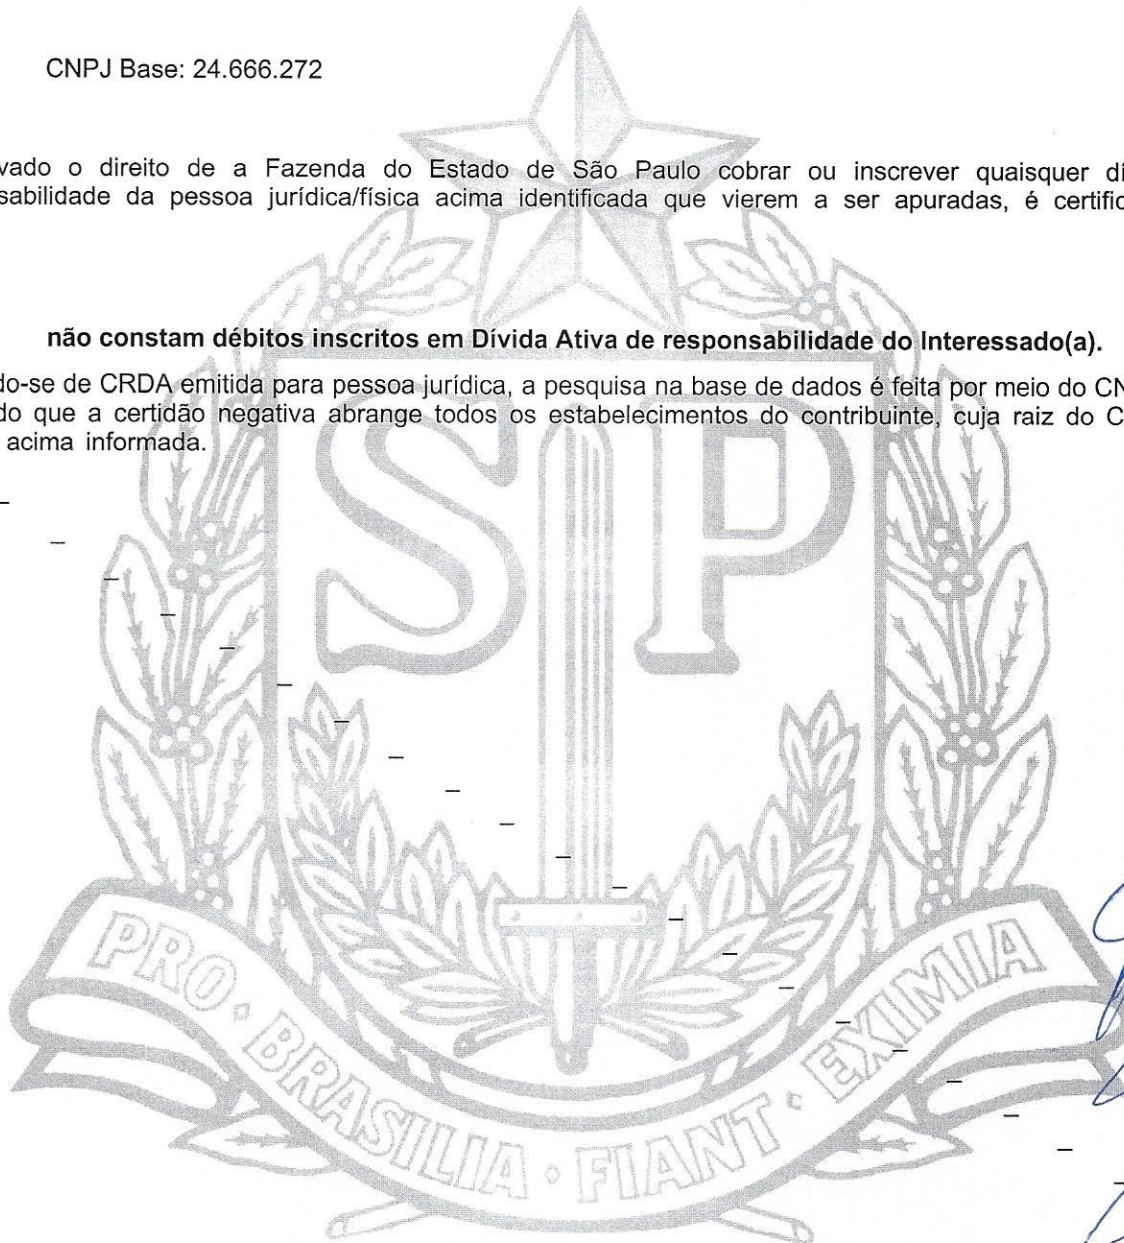 CNPJ Base: 24.666.272
vado o direito de a Fazenda do Estado de São Paulo cobrar ou inscrever quaisquer dí
sabilidade da pessoa jurídica/física acima identificada que vierem a ser apuradas, é certific
não constam débitos inscritos em Dívida Ativa de responsabilidade do Interessado(a).
do-se de CRDA emitida para pessoa jurídica, a pesquisa na base de dados é feita por meio do CN
do que a certidão negativa abrange todos os estabelecimentos do contribuinte, cuja raiz do C
acima informada.
SP
PRO · BRASILIA · FIANT · EXIMIA